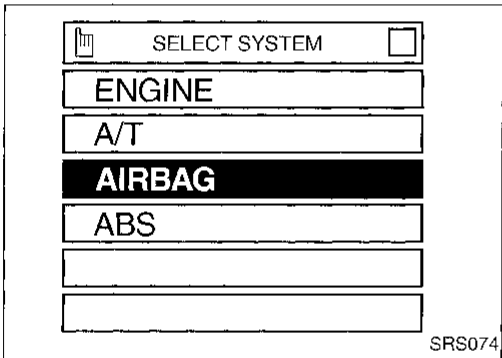 SELECT SYSTEM
ENGINE
A/T
AIRBAG
ABS
SRS074